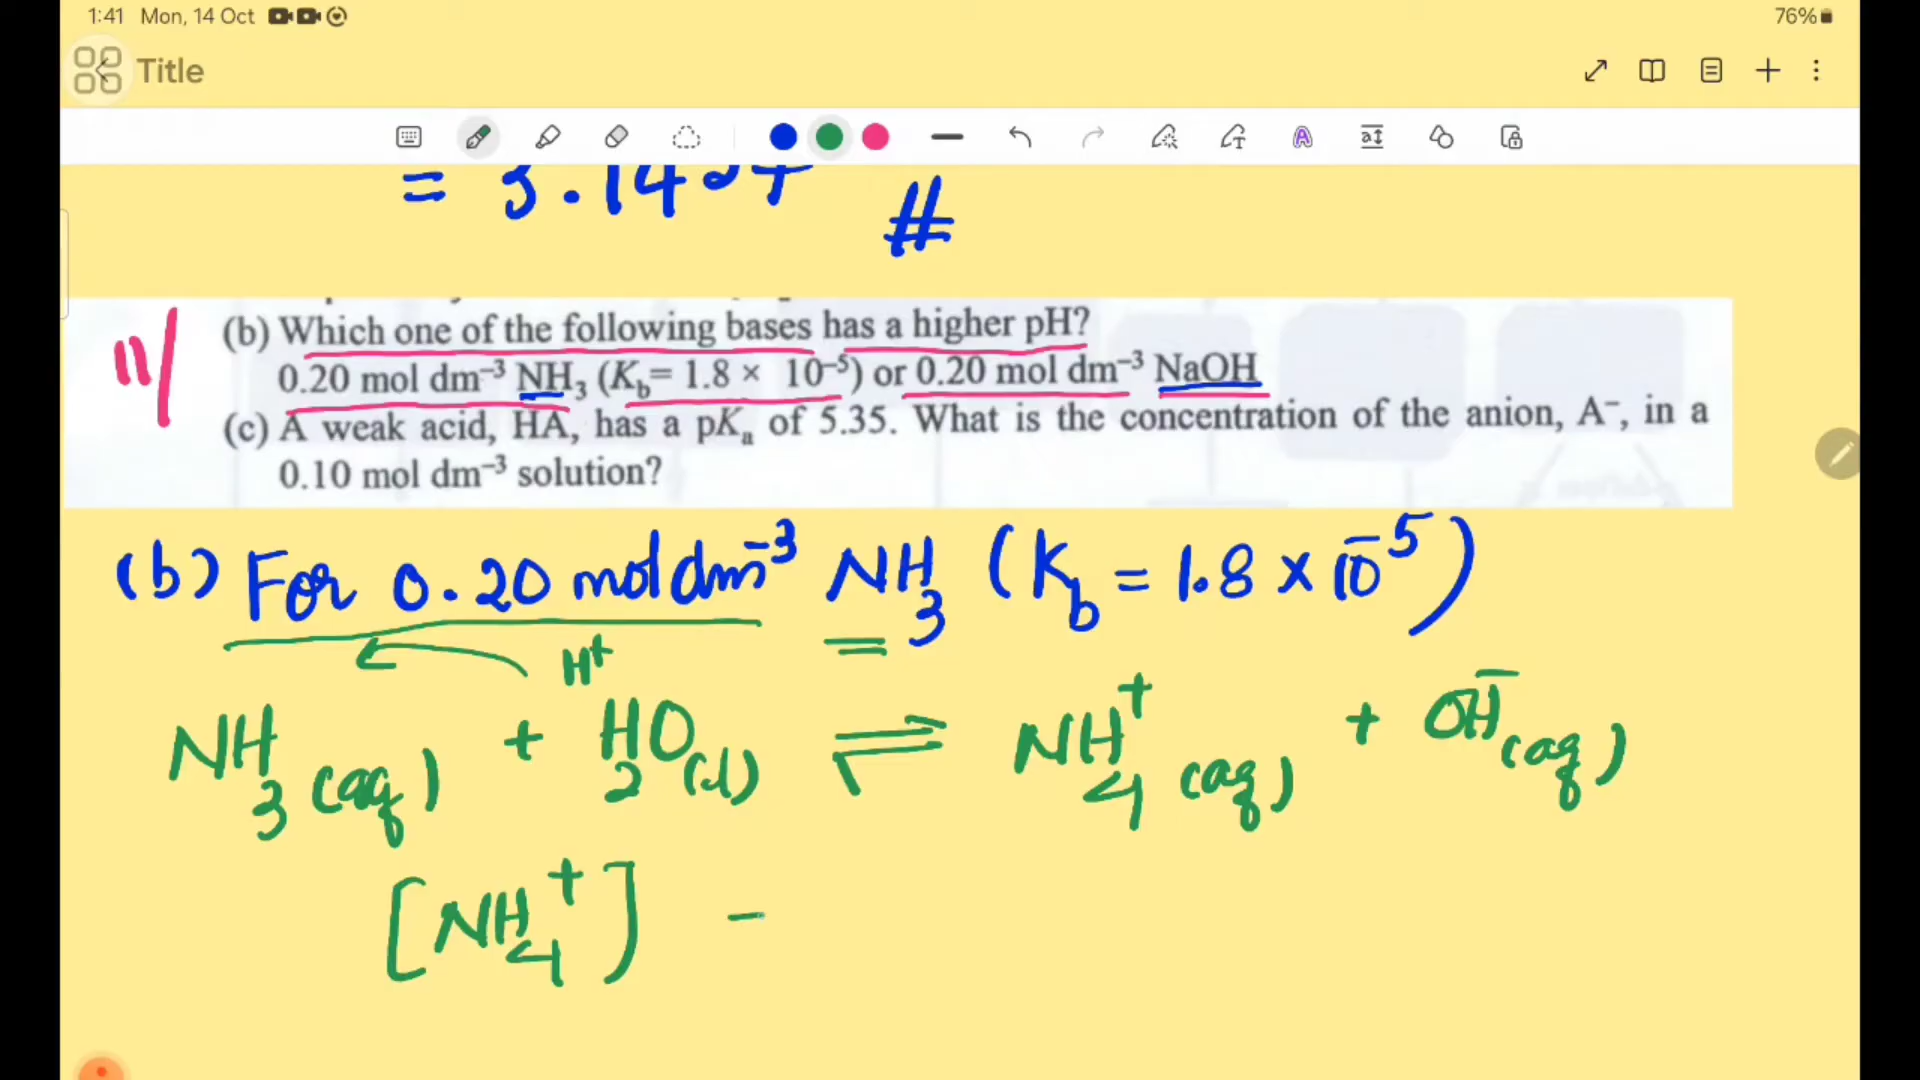 1:41 Mon, 14 Oct 76%
Title
= 3.14
#
11/
(b) Which one of the following bases has a higher pH?
0.20 mol dm⁻³ NH₃ (K_b= 1.8 × 10⁻⁵) or 0.20 mol dm⁻³ NaOH
(c) A weak acid, HA, has a pKₐ of 5.35. What is the concentration of the anion, A⁻, in a
0.10 mol dm⁻³ solution?
(b) For 0.20 mol dm⁻³ NH₃ (K_b = 1.8 × 10⁻⁵)
H⁺
NH₃(aq) + H₂O(l) ⇌ NH₄⁺(aq) + OH⁻(aq)
[NH₄⁺] -